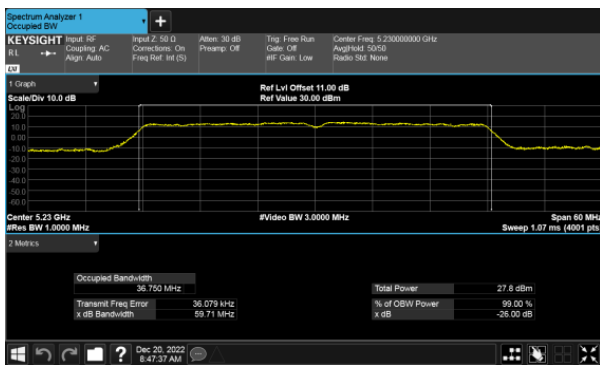 Spectrum Analyzer 1
Occupied BW
+
KEYSIGHT Input: RF Input Z: 50 Ω Atten: 30 dB Trig: Free Run Center Freq: 5.230000000 GHz
RL Coupling: AC Corrections: On Preamp: Off Gate: Off Avg|Hold: 50/50
Align: Auto Freq Ref: Int (S) #IF Gain: Low Radio Std: None
1 Graph
Ref Lvl Offset 11.00 dB
Scale/Div 10.0 dB Ref Value 30.00 dBm
Log
20.0
10.0
0.00
-10.0
-20.0
-30.0
-40.0
-50.0
-60.0
Center 5.23 GHz #Video BW 3.0000 MHz Span 60 MHz
#Res BW 1.0000 MHz Sweep 1.07 ms (4001 pts)
2 Metrics
Occupied Bandwidth
36.750 MHz Total Power 27.8 dBm
Transmit Freq Error 36.079 kHz % of OBW Power 99.00 %
x dB Bandwidth 59.71 MHz x dB -26.00 dB
? Dec 20, 2022
8:47:37 AM